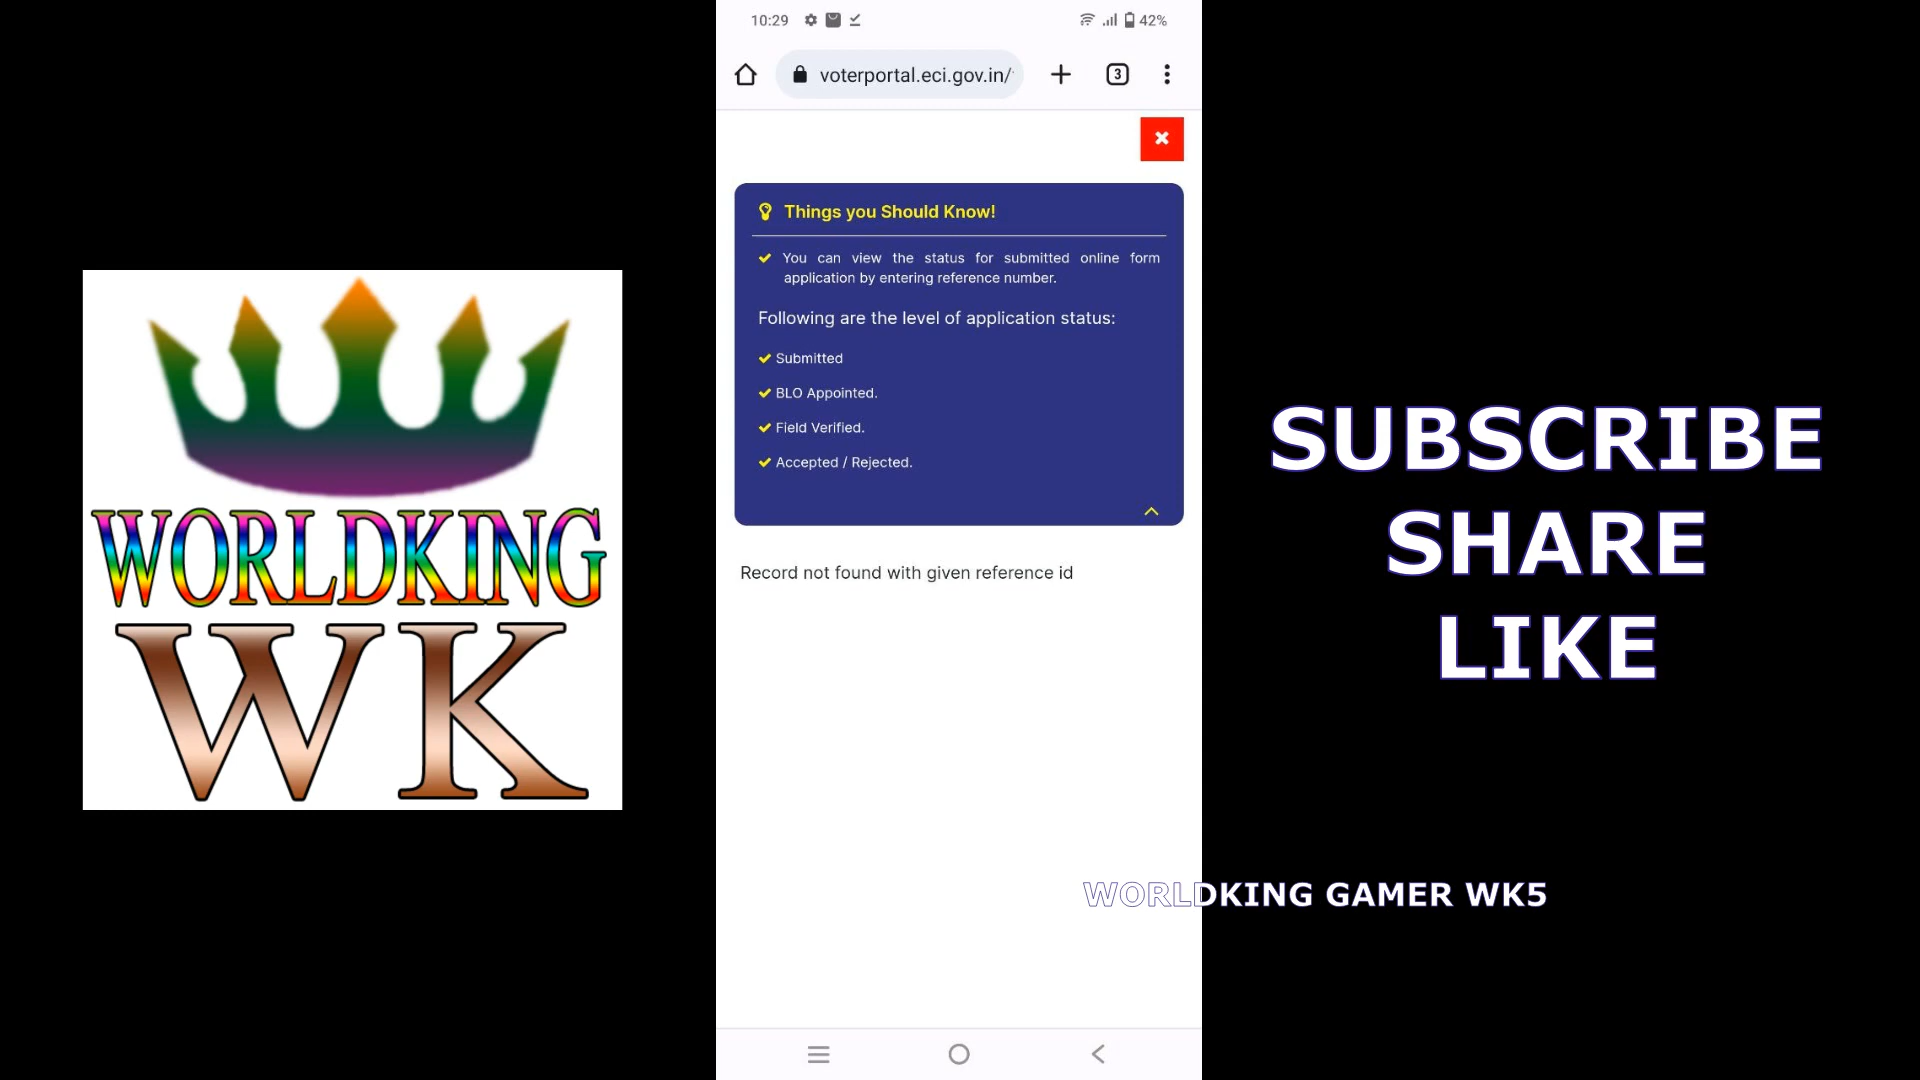 10:29
42%
voterportal.eci.gov.in/
3
Things you Should Know!
You can view the status for submitted online form
application by entering reference number.
Following are the level of application status:
Submitted
BLO Appointed.
Field Verified.
Accepted / Rejected.
Record not found with given reference id
WORLDKING
WK
SUBSCRIBE
SHARE
LIKE
WORLDKING GAMER WK5